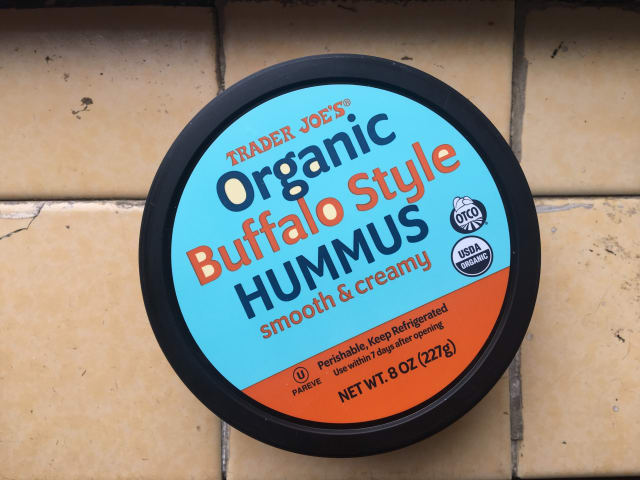 TRADER JOE'S®
Organic
Buffalo Style
HUMMUS
smooth & creamy
OTCO
USDA
ORGANIC
U
PAREVE
Perishable, Keep Refrigerated
Use within 7 days after opening
NET WT. 8 OZ (227g)